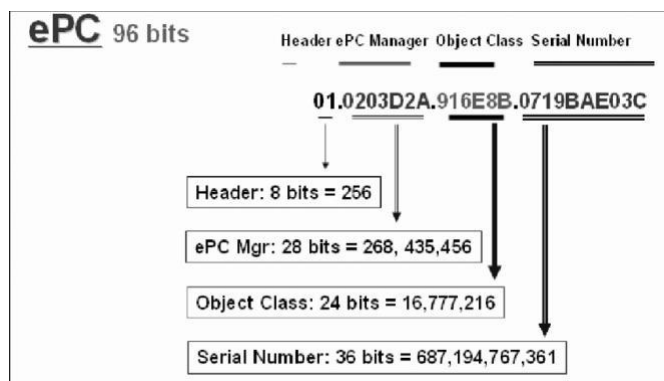 ePC 96 bits
Header ePC Manager Object Class Serial Number
01.0203D2A.916E8B.0719BAE03C
Header: 8 bits = 256
ePC Mgr: 28 bits = 268, 435,456
Object Class: 24 bits = 16,777,216
Serial Number: 36 bits = 687,194,767,361